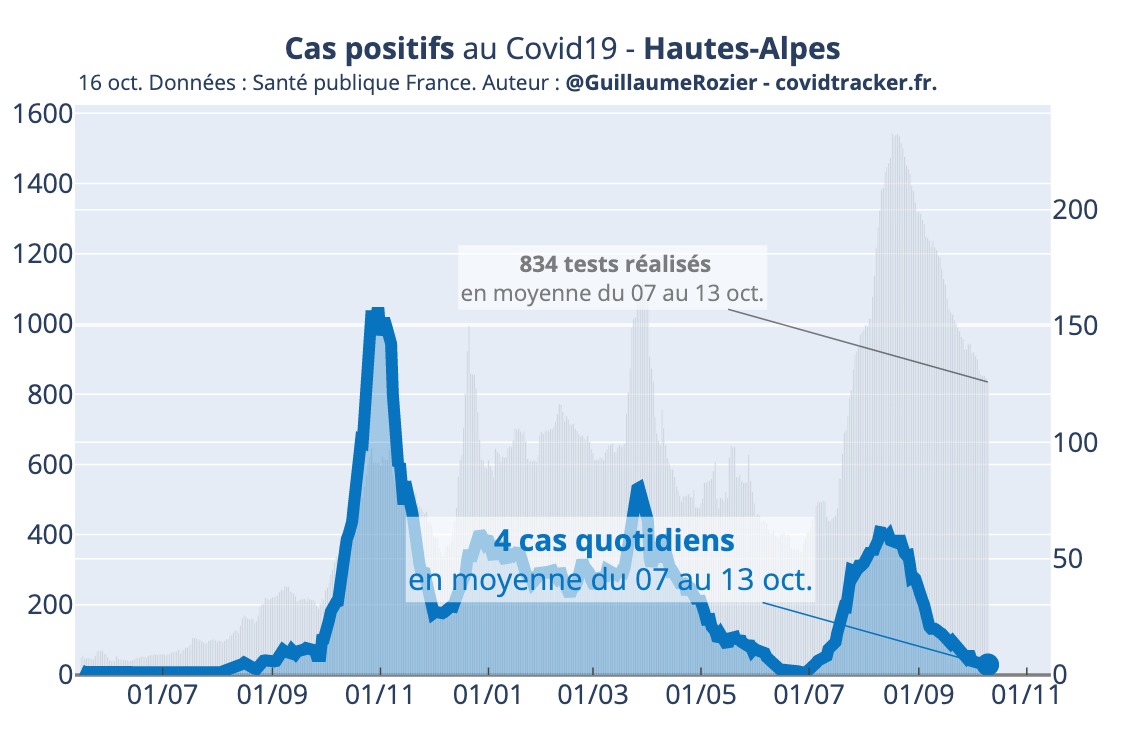 Cas positifs au Covid19 - Hautes-Alpes
16 oct. Données : Santé publique France. Auteur : @GuillaumeRozier - covidtracker.fr.
1600
1400
1200
1000
800
600
400
200
0
200
150
100
50
0
834 tests réalisés
en moyenne du 07 au 13 oct.
4 cas quotidiens
en moyenne du 07 au 13 oct.
01/07 01/09 01/11 01/01 01/03 01/05 01/07 01/09 01/11